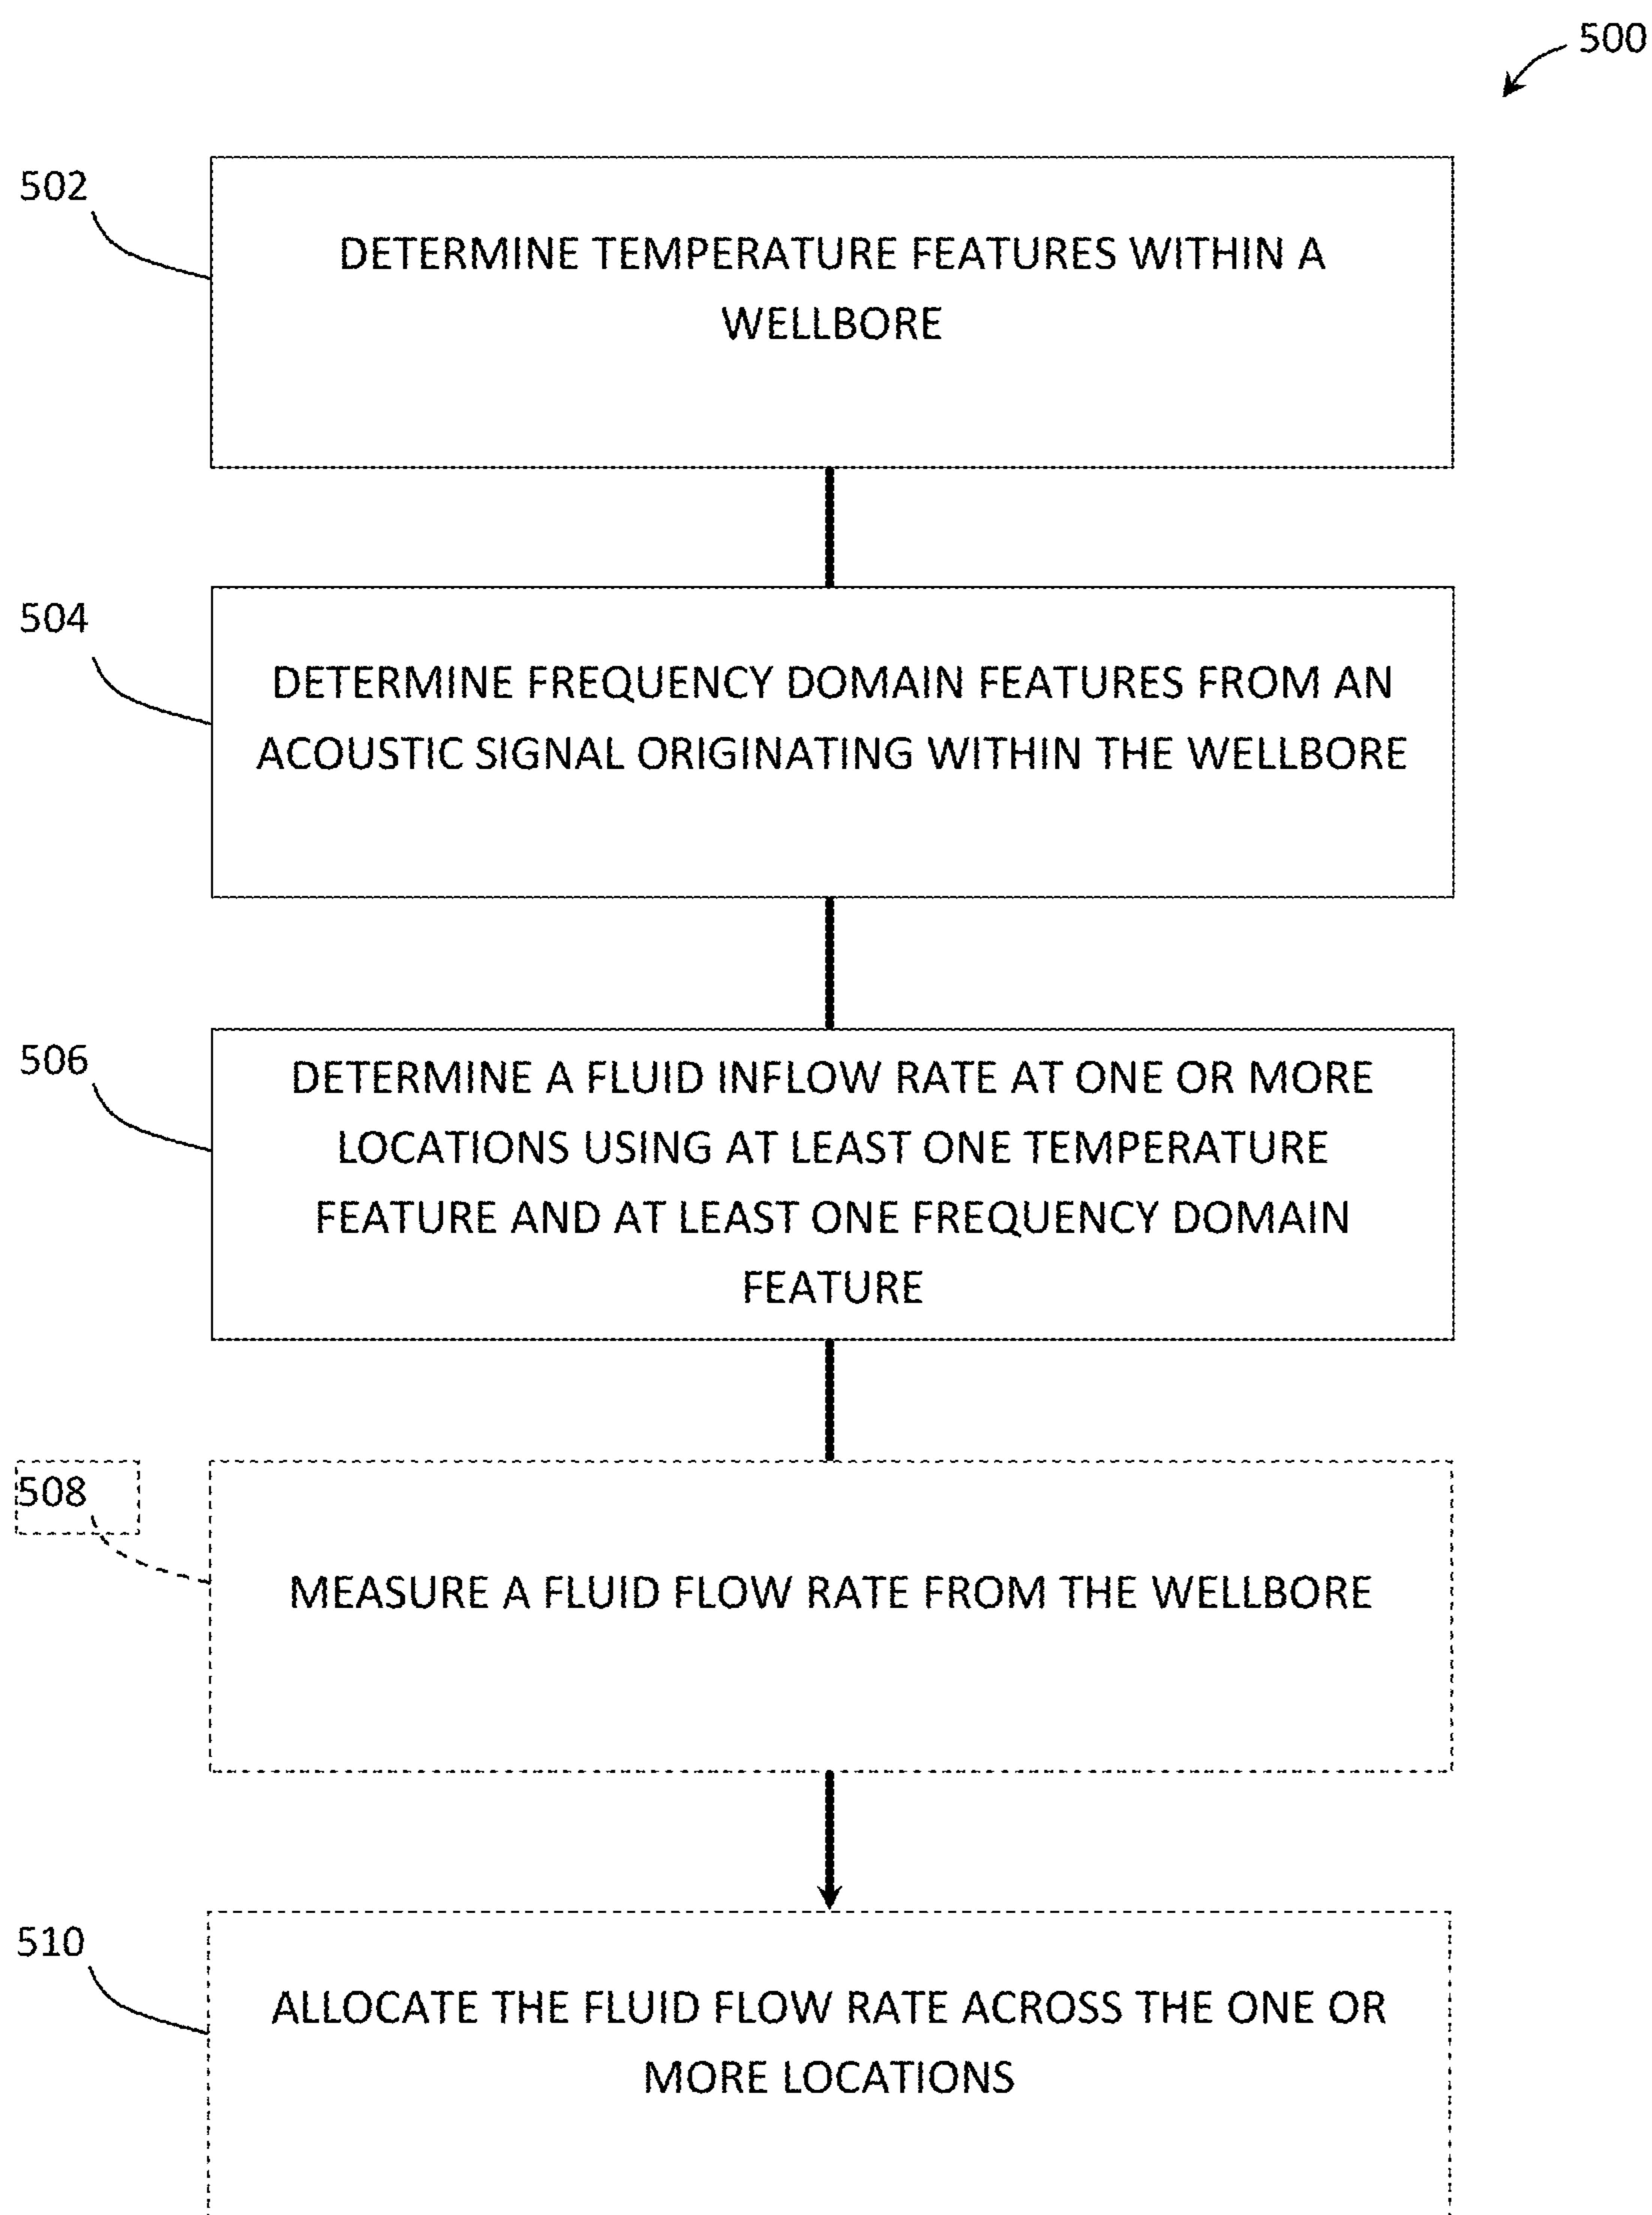 500
502
DETERMINE TEMPERATURE FEATURES WITHIN A
WELLBORE
504
DETERMINE FREQUENCY DOMAIN FEATURES FROM AN
ACOUSTIC SIGNAL ORIGINATING WITHIN THE WELLBORE
506
DETERMINE A FLUID INFLOW RATE AT ONE OR MORE
LOCATIONS USING AT LEAST ONE TEMPERATURE
FEATURE AND AT LEAST ONE FREQUENCY DOMAIN
FEATURE
508
MEASURE A FLUID FLOW RATE FROM THE WELLBORE
510
ALLOCATE THE FLUID FLOW RATE ACROSS THE ONE OR
MORE LOCATIONS